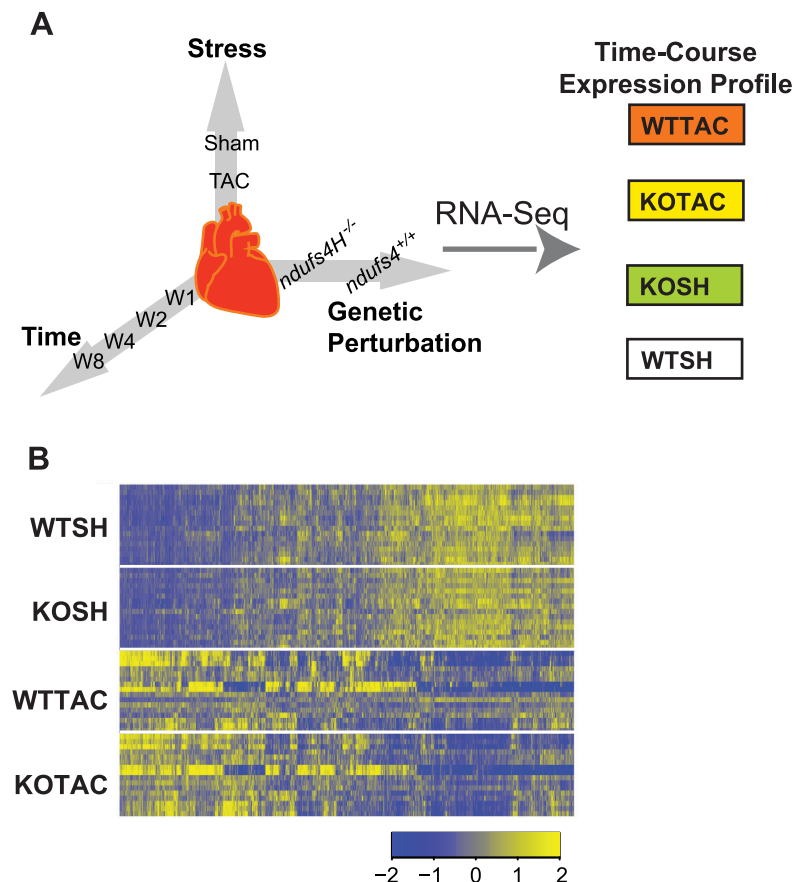 A
Stress
Sham
TAC
ndufs4H-/-
ndufs4+/+
Genetic
Perturbation
W1
W2
W4
W8
Time
RNA-Seq
Time-Course
Expression Profile
WTTAC
KOTAC
KOSH
WTSH
B
WTSH
KOSH
WTTAC
KOTAC
−2 −1 0 1 2